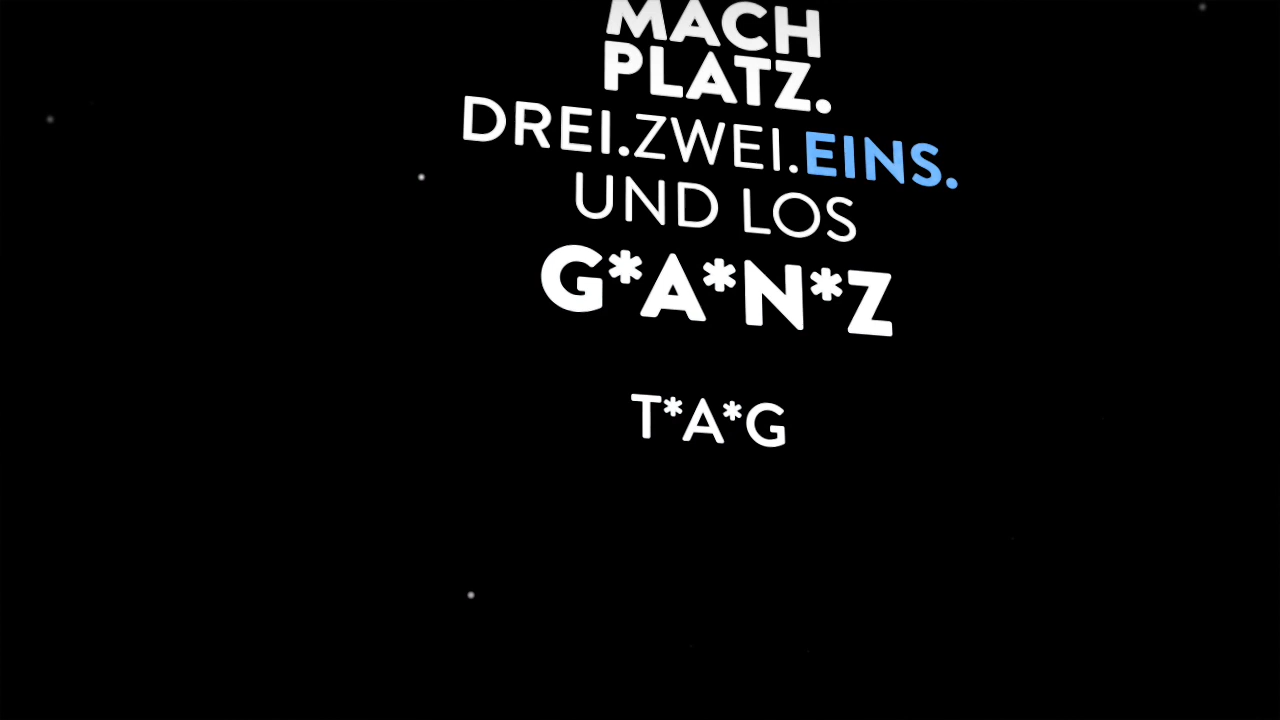 MACH
PLATZ.
DREI.ZWEI.EINS.
UND LOS
G*A*N*Z
T*A*G